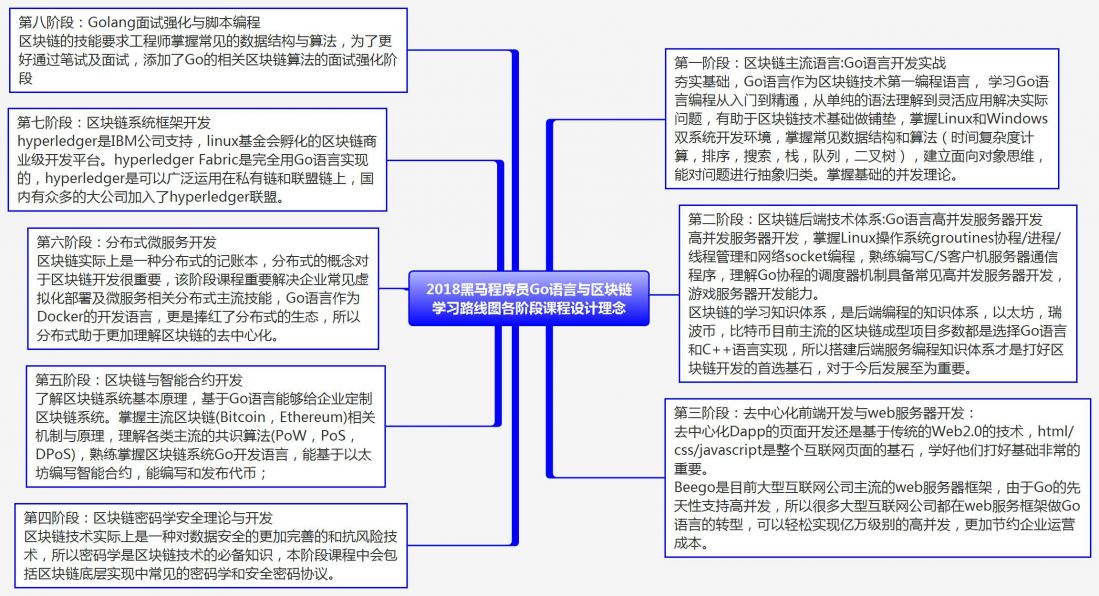 2018黑马程序员Go语言与区块链
学习路线图各阶段课程设计理念
第一阶段：区块链主流语言:Go语言开发实战
夯实基础，Go语言作为区块链技术第一编程语言， 学习Go语
言编程从入门到精通，从单纯的语法理解到灵活应用解决实际
问题，有助于区块链技术基础做铺垫，掌握Linux和Windows
双系统开发环境，掌握常见数据结构和算法（时间复杂度计
算，排序，搜索，栈，队列，二叉树），建立面向对象思维，
能对问题进行抽象归类。掌握基础的并发理论。
第二阶段：区块链后端技术体系:Go语言高并发服务器开发
高并发服务器开发，掌握Linux操作系统groutines协程/进程/
线程管理和网络socket编程，熟练编写C/S客户机服务器通信
程序，理解Go协程的调度器机制具备常见高并发服务器开发，
游戏服务器开发能力。
区块链的学习知识体系，是后端编程的知识体系，以太坊，瑞
波币，比特币目前主流的区块链成型项目多数都是选择Go语言
和C++语言实现，所以搭建后端服务编程知识体系才是打好区
块链开发的首选基石，对于今后发展至为重要。
第三阶段：去中心化前端开发与web服务器开发：
去中心化Dapp的页面开发还是基于传统的Web2.0的技术，html/
css/javascript是整个互联网页面的基石，学好他们打好基础非常的
重要。
Beego是目前大型互联网公司主流的web服务器框架，由于Go的先
天性支持高并发，所以很多大型互联网公司都在web服务框架做Go
语言的转型，可以轻松实现亿万级别的高并发，更加节约企业运营
成本。
第四阶段：区块链密码学安全理论与开发
区块链技术实际上是一种对数据安全的更加完善的和抗风险技
术，所以密码学是区块链技术的必备知识，本阶段课程中会包
括区块链底层实现中常见的密码学和安全密码协议。
第五阶段：区块链与智能合约开发
了解区块链系统基本原理，基于Go语言能够给企业定制
区块链系统。掌握主流区块链(Bitcoin，Ethereum)相关
机制与原理，理解各类主流的共识算法(PoW，PoS，
DPoS)，熟练掌握区块链系统Go开发语言，能基于以太
坊编写智能合约，能编写和发布代币；
第六阶段：分布式微服务开发
区块链实际上是一种分布式的记账本，分布式的概念对
于区块链开发很重要，该阶段课程重要解决企业常见虚
拟化部署及微服务相关分布式主流技能，Go语言作为
Docker的开发语言，更是捧红了分布式的生态，所以
分布式助于更加理解区块链的去中心化。
第七阶段：区块链系统框架开发
hyperledger是IBM公司支持，linux基金会孵化的区块链商
业级开发平台。hyperledger Fabric是完全用Go语言实现
的，hyperledger是可以广泛运用在私有链和联盟链上，国
内有众多的大公司加入了hyperledger联盟。
第八阶段：Golang面试强化与脚本编程
区块链的技能要求工程师掌握常见的数据结构与算法，为了更
好通过笔试及面试，添加了Go的相关区块链算法的面试强化阶
段